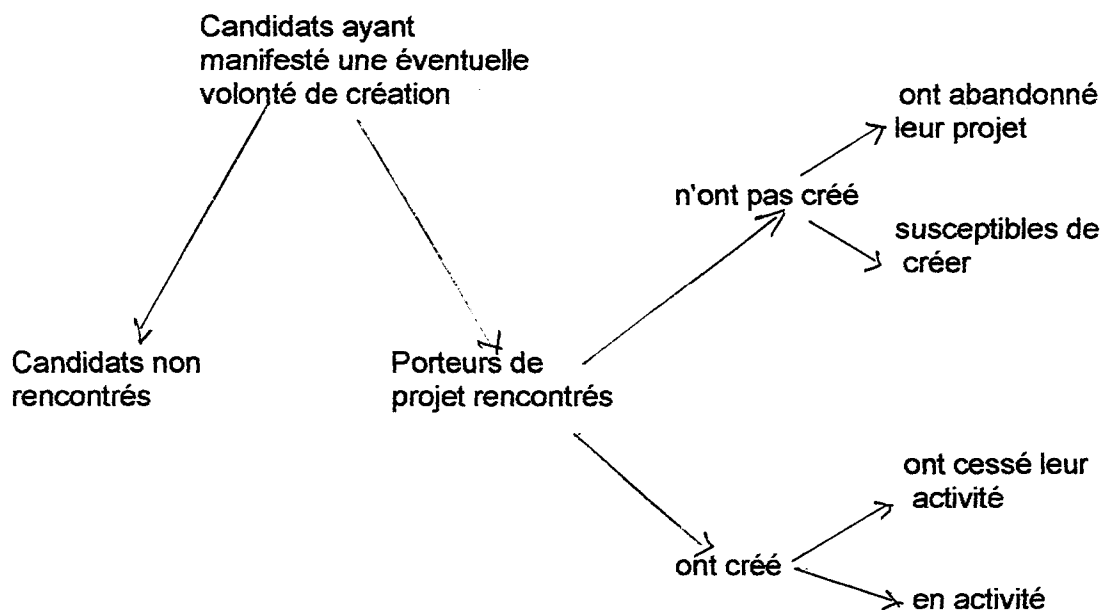 Candidats ayant
manifesté une éventuelle
volonté de création
ont abandonné
leur projet
n'ont pas créé
susceptibles de
créer
Candidats non
rencontrés
Porteurs de
projet rencontrés
ont cessé leur
activité
ont créé
en activité